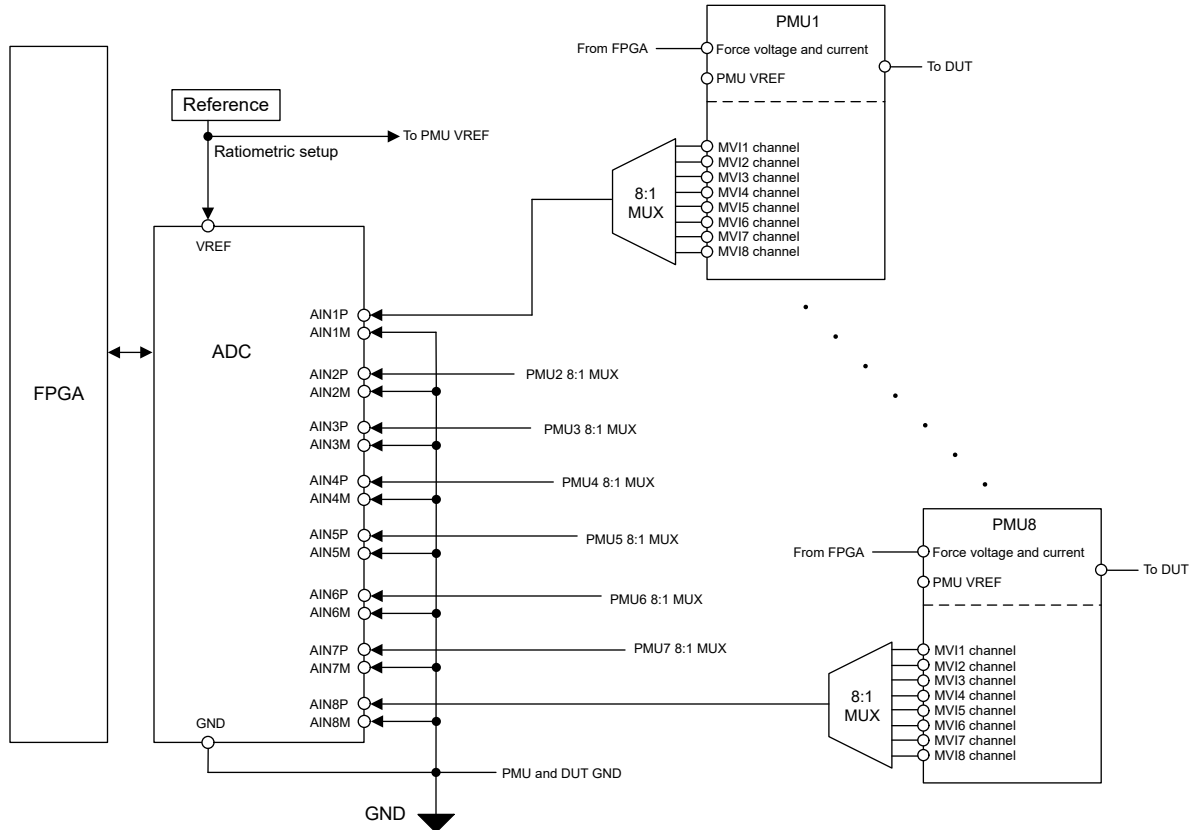 PMU1
From FPGA
Force voltage and current
To DUT
PMU VREF
Reference
To PMU VREF
Ratiometric setup
8:1
MUX
MVI1 channel
MVI2 channel
MVI3 channel
MVI4 channel
MVI5 channel
MVI6 channel
MVI7 channel
MVI8 channel
VREF
FPGA
ADC
AIN1P
AIN1M
AIN2P
PMU2 8:1 MUX
AIN2M
AIN3P
PMU3 8:1 MUX
AIN3M
AIN4P
PMU4 8:1 MUX
AIN4M
AIN5P
PMU5 8:1 MUX
AIN5M
AIN6P
PMU6 8:1 MUX
AIN6M
AIN7P
PMU7 8:1 MUX
AIN7M
AIN8P
AIN8M
GND
PMU and DUT GND
GND
PMU8
From FPGA
Force voltage and current
To DUT
PMU VREF
8:1
MUX
MVI1 channel
MVI2 channel
MVI3 channel
MVI4 channel
MVI5 channel
MVI6 channel
MVI7 channel
MVI8 channel